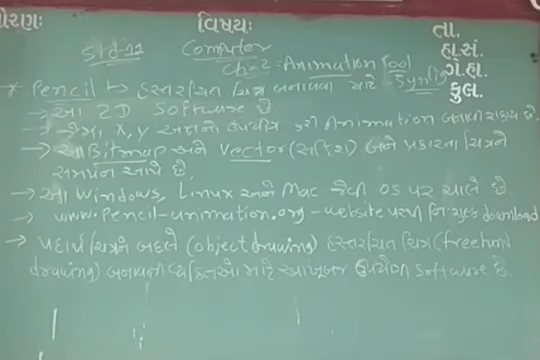 ધોરણ:
વિષય:
તા.
હા.સં.
ગે.હા.
કુલ.
Std-11 Computer
Ch-2 : Animation Tool Synfig
* Pencil → હસ્તરચિત ચિત્ર બનાવવા માટે
→ આ 2D Software છે
→ જેમાં X, y અક્ષનો ઉપયોગ કરી Animation બનાવી શકાય છે.
→ આ Bitmap અને Vector (સદિશ) બંને પ્રકારના ચિત્રને
સમર્થન આપે છે.
→ આ Windows, Linux અને Mac જેવી OS પર ચાલે છે.
→ www.Pencil-animation.org - website પરથી નિ:શુલ્ક download
→ પદાર્થ ચિત્રને બદલે (object drawing) હસ્તરચિત ચિત્ર (freehand
drawing) બનાવવાની વ્યક્તિઓ માટે આ ખૂબજ ઉપયોગી Software છે.